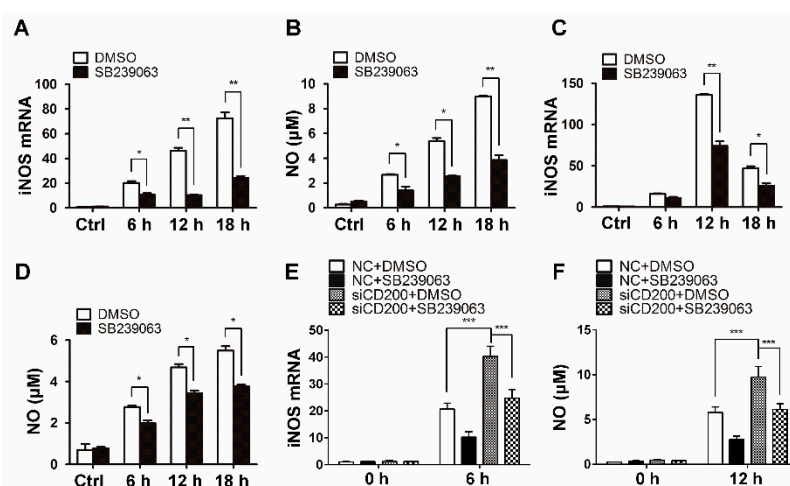 A
DMSO
SB239063
iNOS mRNA
100
80
60
40
20
0
**
**
*
Ctrl 6 h 12 h 18 h
B
DMSO
SB239063
NO (µM)
10
8
6
4
2
0
**
*
*
Ctrl 6 h 12 h 18 h
C
DMSO
SB239063
iNOS mRNA
150
100
50
0
**
*
Ctrl 6 h 12 h 18 h
D
DMSO
SB239063
NO (µM)
6
4
2
0
*
*
*
Ctrl 6 h 12 h 18 h
E
NC+DMSO
NC+SB239063
siCD200+DMSO
siCD200+SB239063
iNOS mRNA
50
40
30
20
10
0
*** ***
0 h 6 h
F
NC+DMSO
NC+SB239063
siCD200+DMSO
siCD200+SB239063
NO (µM)
15
10
5
0
*** ***
0 h 12 h